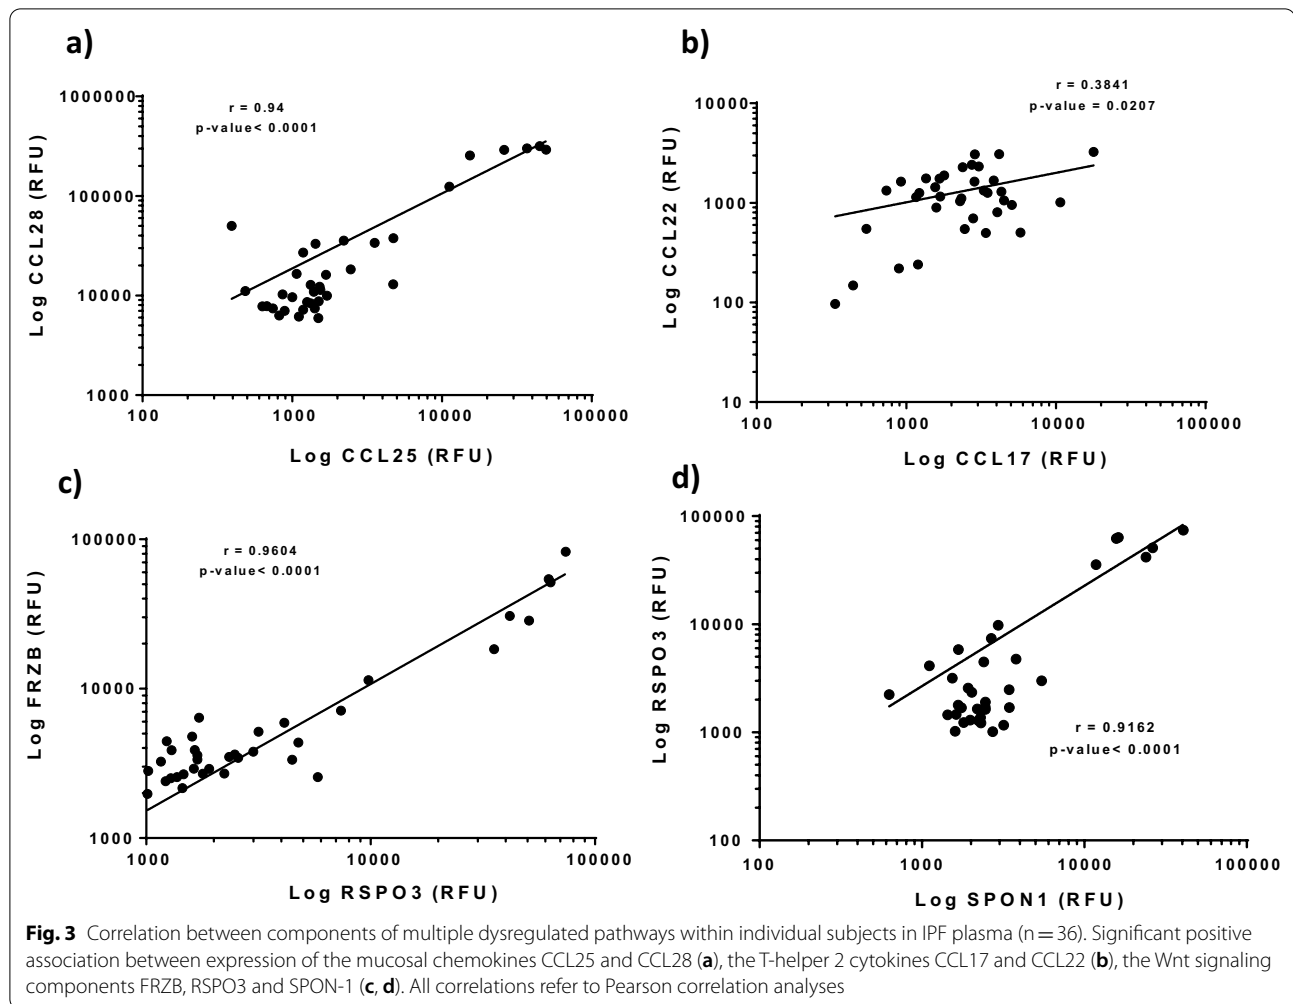 a)
r = 0.94
p-value< 0.0001
1000000
100000
10000
1000
100
1000
10000
100000
Log CCL28 (RFU)
Log CCL25 (RFU)
b)
r = 0.3841
p-value = 0.0207
10000
1000
100
10
100
1000
10000
100000
Log CCL22 (RFU)
Log CCL17 (RFU)
c)
r = 0.9604
p-value< 0.0001
100000
10000
1000
1000
10000
100000
Log FRZB (RFU)
Log RSPO3 (RFU)
d)
100000
10000
1000
100
r = 0.9162
p-value< 0.0001
100
1000
10000
100000
Log RSPO3 (RFU)
Log SPON1 (RFU)
Fig. 3 Correlation between components of multiple dysregulated pathways within individual subjects in IPF plasma (n = 36). Significant positive
association between expression of the mucosal chemokines CCL25 and CCL28 (a), the T-helper 2 cytokines CCL17 and CCL22 (b), the Wnt signaling
components FRZB, RSPO3 and SPON-1 (c, d). All correlations refer to Pearson correlation analyses